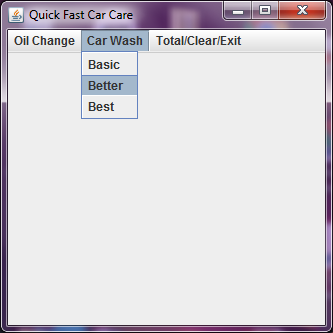 Quick Fast Car Care
Oil Change Car Wash Total/Clear/Exit
Basic
Better
Best